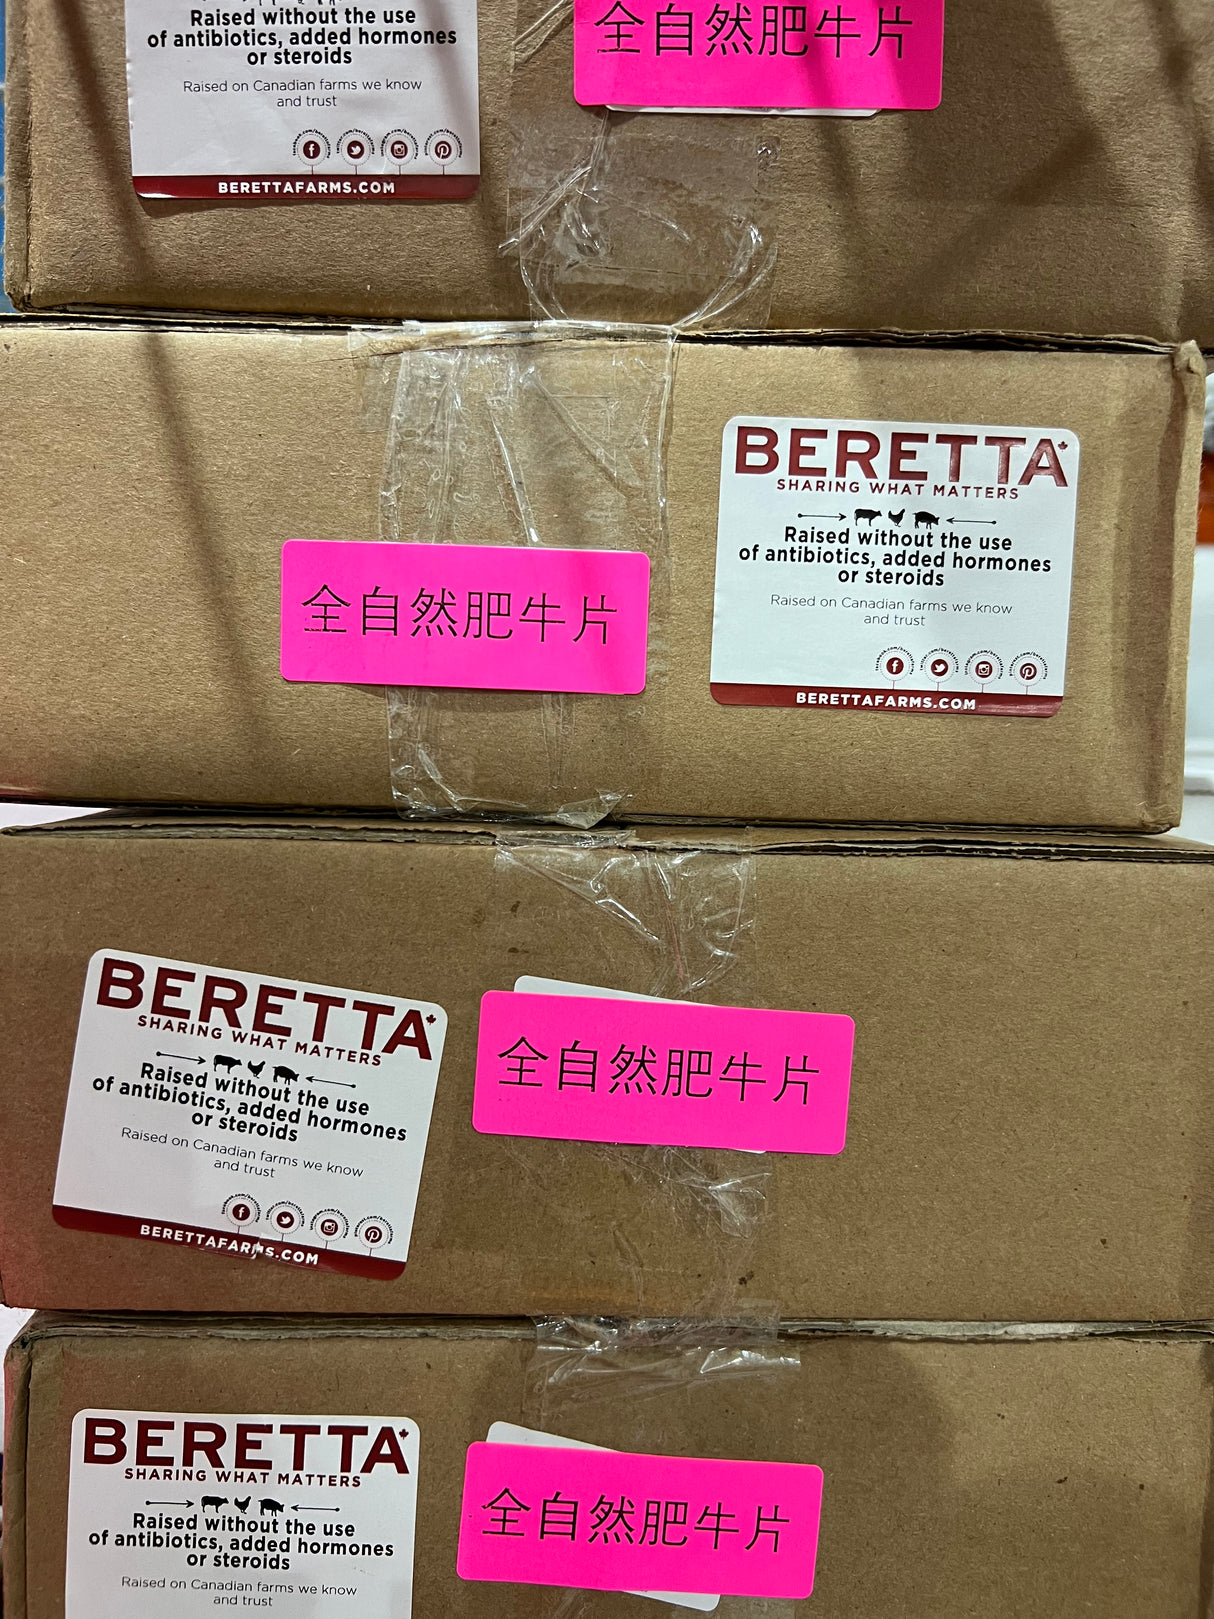 Raised without the use
of antibiotics, added hormones
or steroids
Raised on Canadian farms we know
and trust
BERETTAFARMS.COM
全自然肥牛片
全自然肥牛片
BERETTA
SHARING WHAT MATTERS
Raised without the use
of antibiotics, added hormones
or steroids
Raised on Canadian farms we know
and trust
BERETTAFARMS.COM
BERETTA
SHARING WHAT MATTERS
Raised without the use
of antibiotics, added hormones
or steroids
Raised on Canadian farms we know
and trust
BERETTAFARMS.COM
全自然肥牛片
BERETTA
SHARING WHAT MATTERS
Raised without the use
of antibiotics, added hormones
or steroids
Raised on Canadian farms we know
and trust
全自然肥牛片